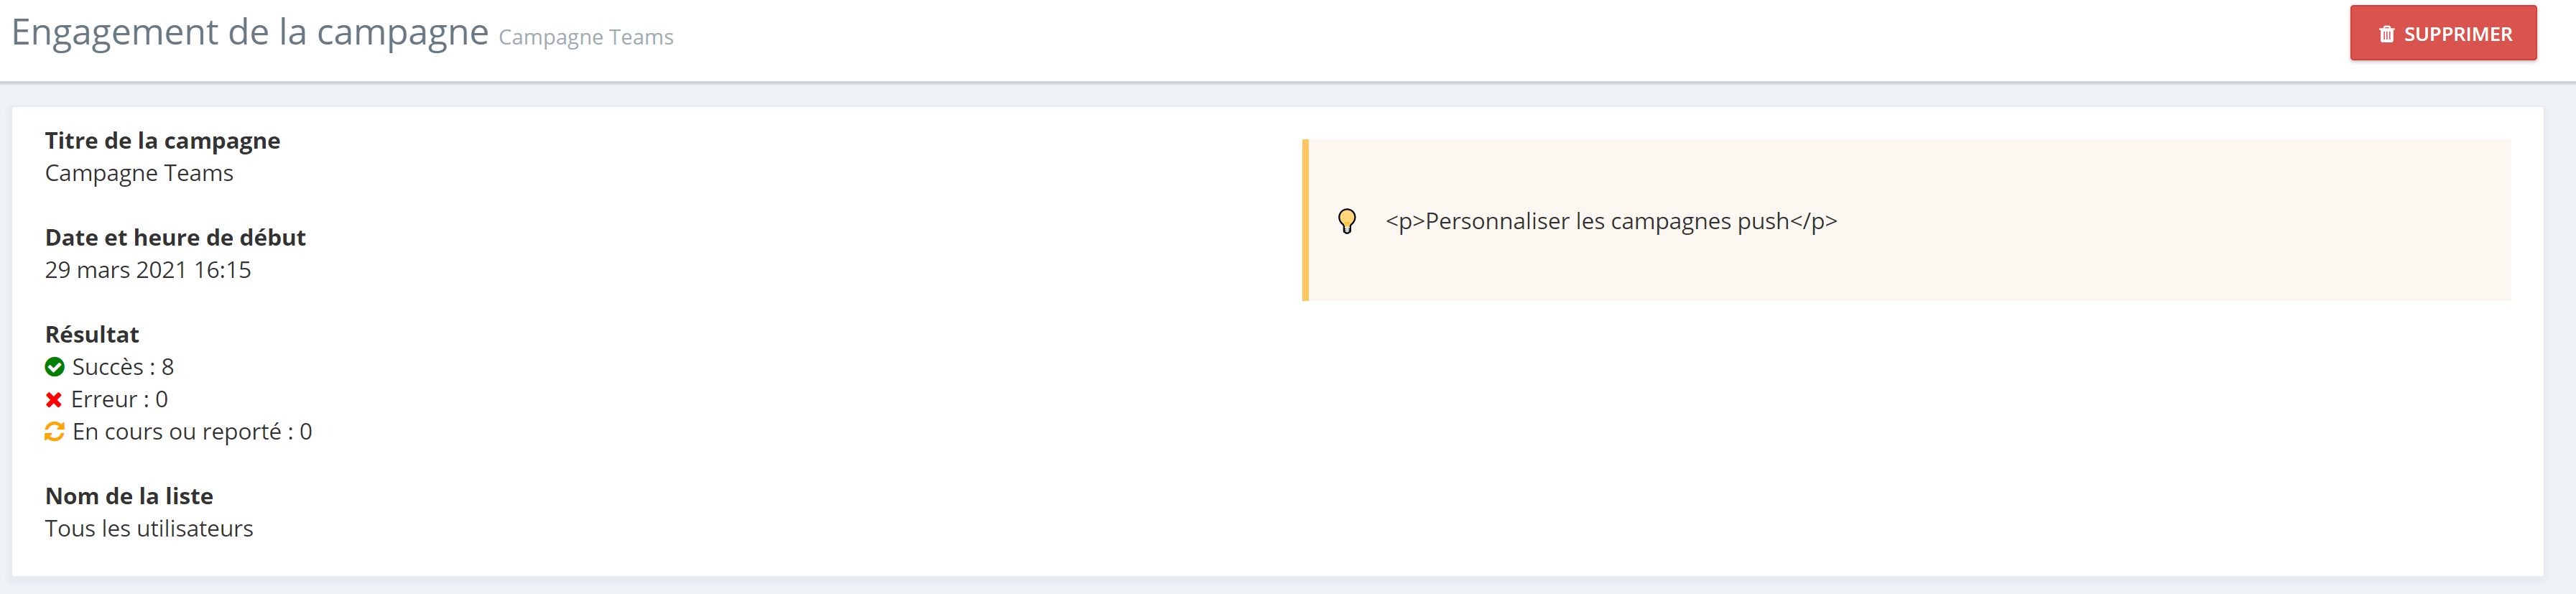 Engagement de la campagne Campagne Teams
SUPPRIMER
Titre de la campagne
Campagne Teams
Date et heure de début
29 mars 2021 16:15
Résultat
Succès : 8
Erreur : 0
En cours ou reporté : 0
Nom de la liste
Tous les utilisateurs
<p>Personnaliser les campagnes push</p>